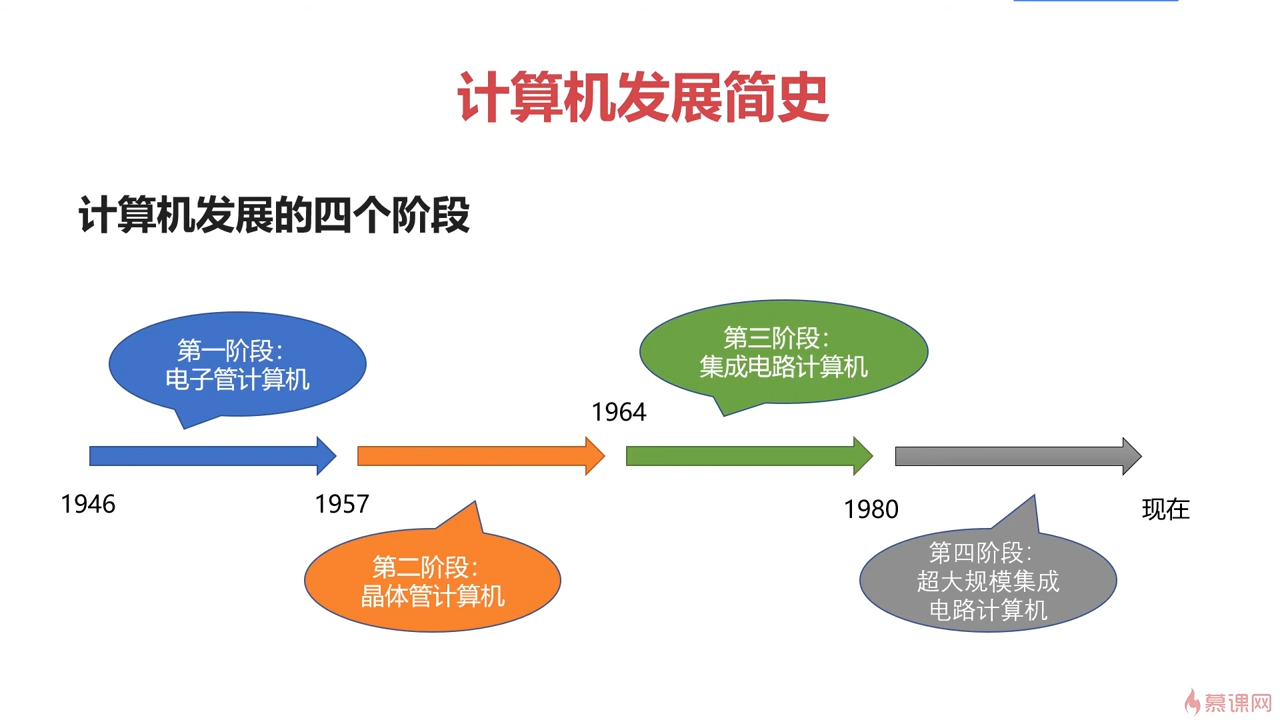 计算机发展简史
计算机发展的四个阶段
第一阶段：
电子管计算机
第三阶段：
集成电路计算机
1964
1946
1957
1980
现在
第二阶段：
晶体管计算机
第四阶段：
超大规模集成
电路计算机
慕课网